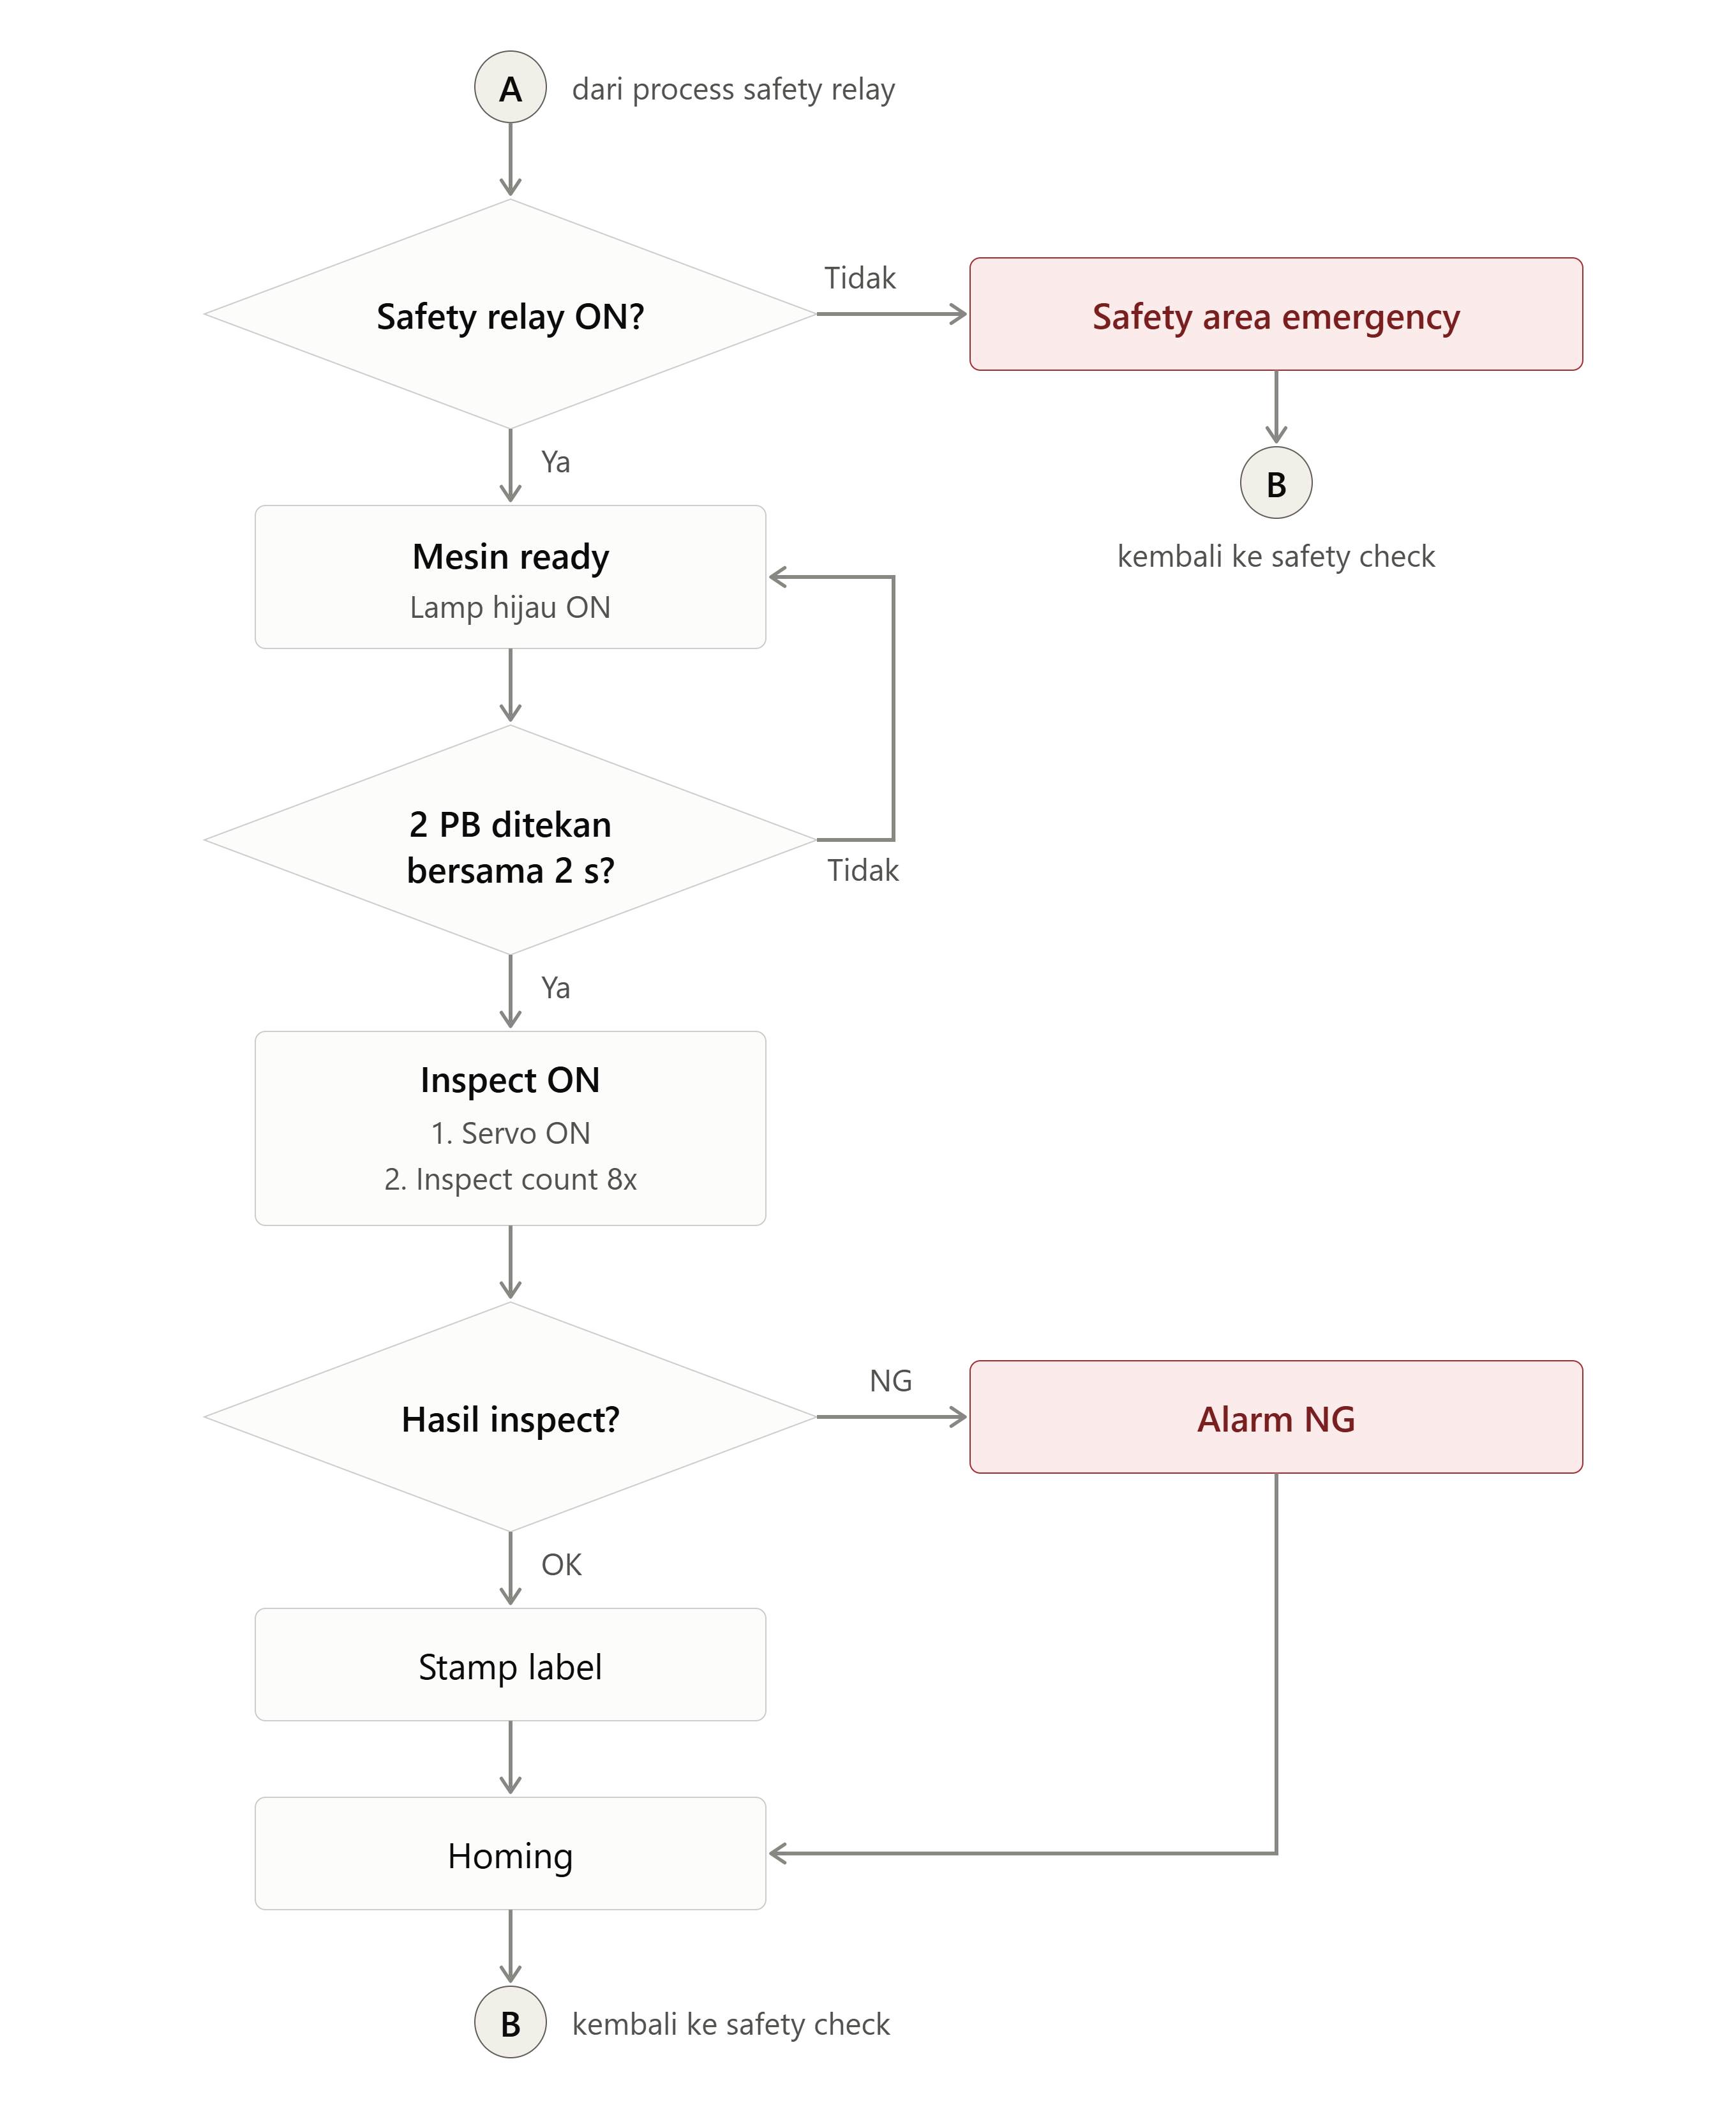 A
dari process safety relay
Safety relay ON?
Tidak
Safety area emergency
Ya
B
kembali ke safety check
Mesin ready
Lamp hijau ON
2 PB ditekan
bersama 2 s?
Tidak
Ya
Inspect ON
1. Servo ON
2. Inspect count 8x
Hasil inspect?
NG
Alarm NG
OK
Stamp label
Homing
B
kembali ke safety check